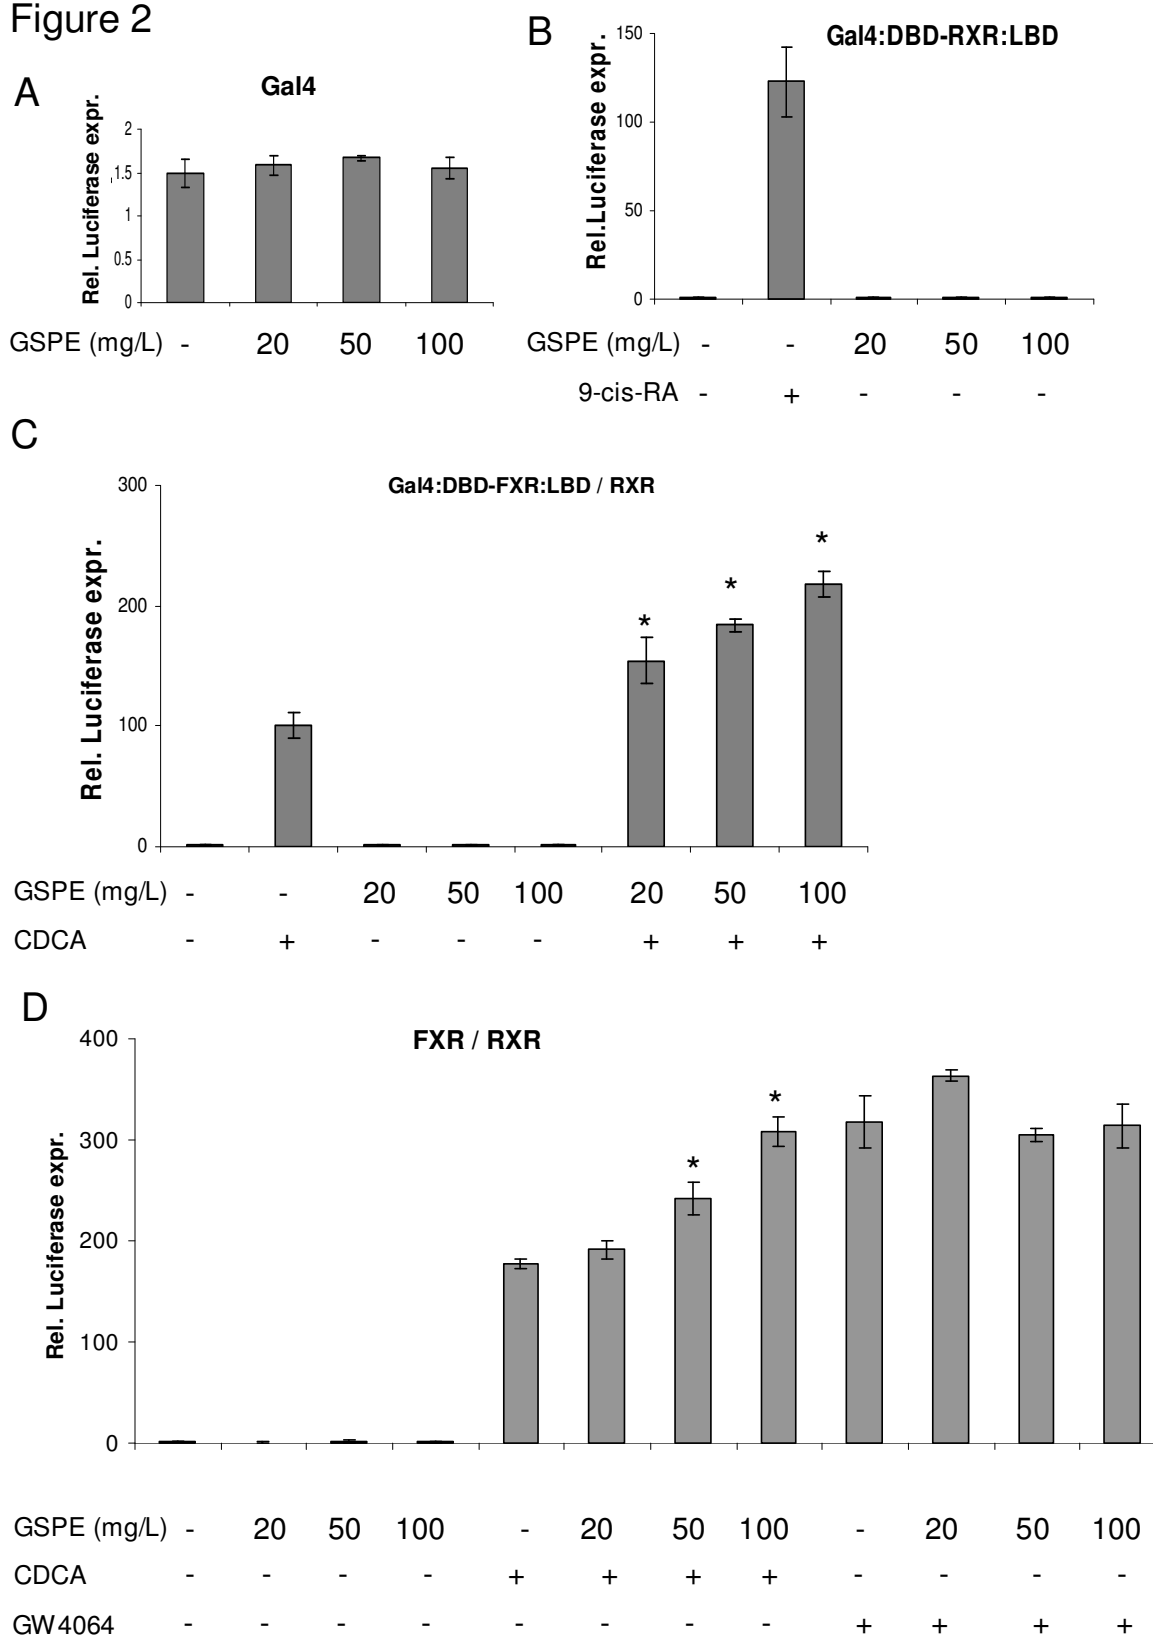 Figure 2
A
Gal4
Rel. Luciferase expr.
2
1.5
1
0.5
0
GSPE (mg/L) - 20 50 100
B
Gal4:DBD-RXR:LBD
Rel.Luciferase expr.
150
100
50
0
GSPE (mg/L) - - 20 50 100
9-cis-RA - + - - -
C
Gal4:DBD-FXR:LBD / RXR
Rel. Luciferase expr.
300
200
100
0
* * *
GSPE (mg/L) - - 20 50 100 20 50 100
CDCA - + - - - + + +
D
FXR / RXR
Rel. Luciferase expr.
400
300
200
100
0
* *
GSPE (mg/L) - 20 50 100 - 20 50 100 - 20 50 100
CDCA - - - - + + + + - - - -
GW4064 - - - - - - - - + + + +